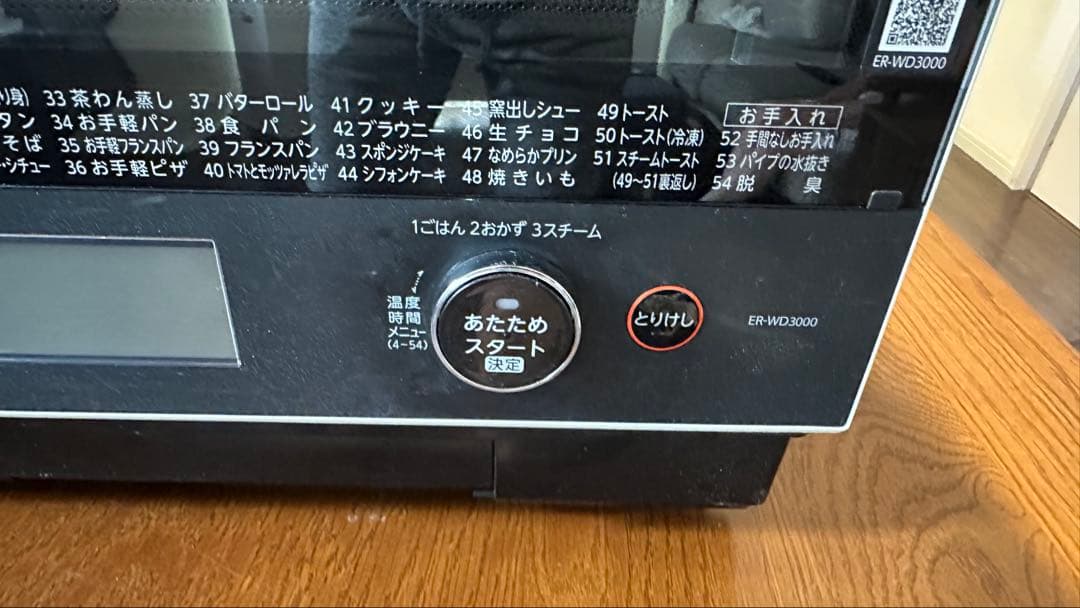 ER-WD3000
り身) 33 茶わん蒸し 37 バターロール 41 クッキー 45 窯出しシュー 49 トースト お手入れ
タン 34 お手軽パン 38 食パン 42 ブラウニー 46 生チョコ 50 トースト(冷凍) 52 手間なしお手入れ
そば 35 お手軽フランスパン 39 フランスパン 43 スポンジケーキ 47 なめらかプリン 51 スチームトースト 53 パイプの水抜き
シチュー 36 お手軽ピザ 40 トマトとモッツァレラピザ 44 シフォンケーキ 48 焼きいも (49~51裏返し) 54 脱臭
1ごはん 2おかず 3スチーム
温度
時間
メニュー
(4~54)
あたため
スタート
決定
とりけし
ER-WD3000